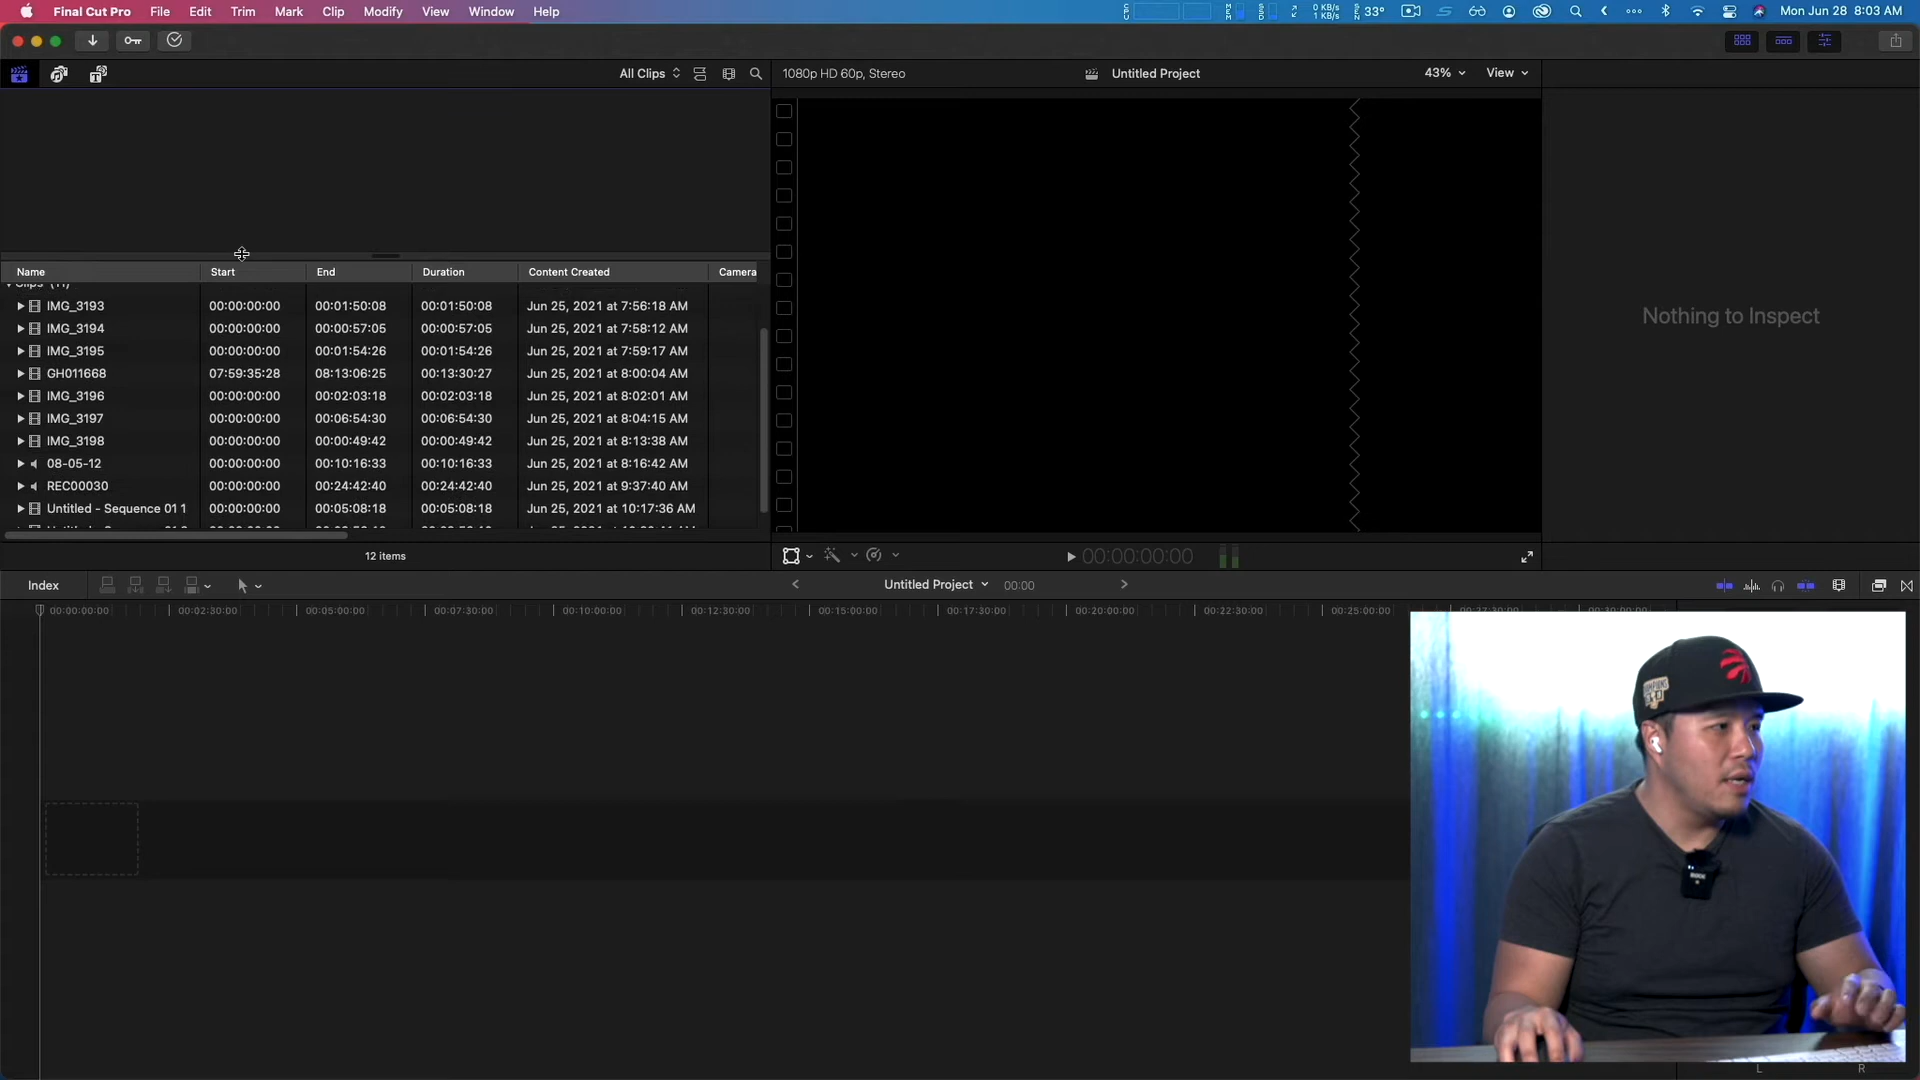 Final Cut Pro File Edit Trim Mark Clip Modify View Window Help 0 KB/s 1 KB/s 33° Mon Jun 28 8:03 AM
All Clips 1080p HD 60p, Stereo Untitled Project 43% View
Name Start End Duration Content Created Camera
IMG_3193 00:00:00:00 00:01:50:08 00:01:50:08 Jun 25, 2021 at 7:56:18 AM
IMG_3194 00:00:00:00 00:00:57:05 00:00:57:05 Jun 25, 2021 at 7:58:12 AM
IMG_3195 00:00:00:00 00:01:54:26 00:01:54:26 Jun 25, 2021 at 7:59:17 AM
GH011668 07:59:35:28 08:13:06:25 00:13:30:27 Jun 25, 2021 at 8:00:04 AM
IMG_3196 00:00:00:00 00:02:03:18 00:02:03:18 Jun 25, 2021 at 8:02:01 AM
IMG_3197 00:00:00:00 00:06:54:30 00:06:54:30 Jun 25, 2021 at 8:04:15 AM
IMG_3198 00:00:00:00 00:00:49:42 00:00:49:42 Jun 25, 2021 at 8:13:38 AM
08-05-12 00:00:00:00 00:10:16:33 00:10:16:33 Jun 25, 2021 at 8:16:42 AM
REC00030 00:00:00:00 00:24:42:40 00:24:42:40 Jun 25, 2021 at 9:37:40 AM
Untitled - Sequence 01 1 00:00:00:00 00:05:08:18 00:05:08:18 Jun 25, 2021 at 10:17:36 AM
12 items
Nothing to Inspect
00:00:00:00
Index Untitled Project 00:00
00:00:00:00 00:02:30:00 00:05:00:00 00:07:30:00 00:10:00:00 00:12:30:00 00:15:00:00 00:17:30:00 00:20:00:00 00:22:30:00 00:25:00:00
L R